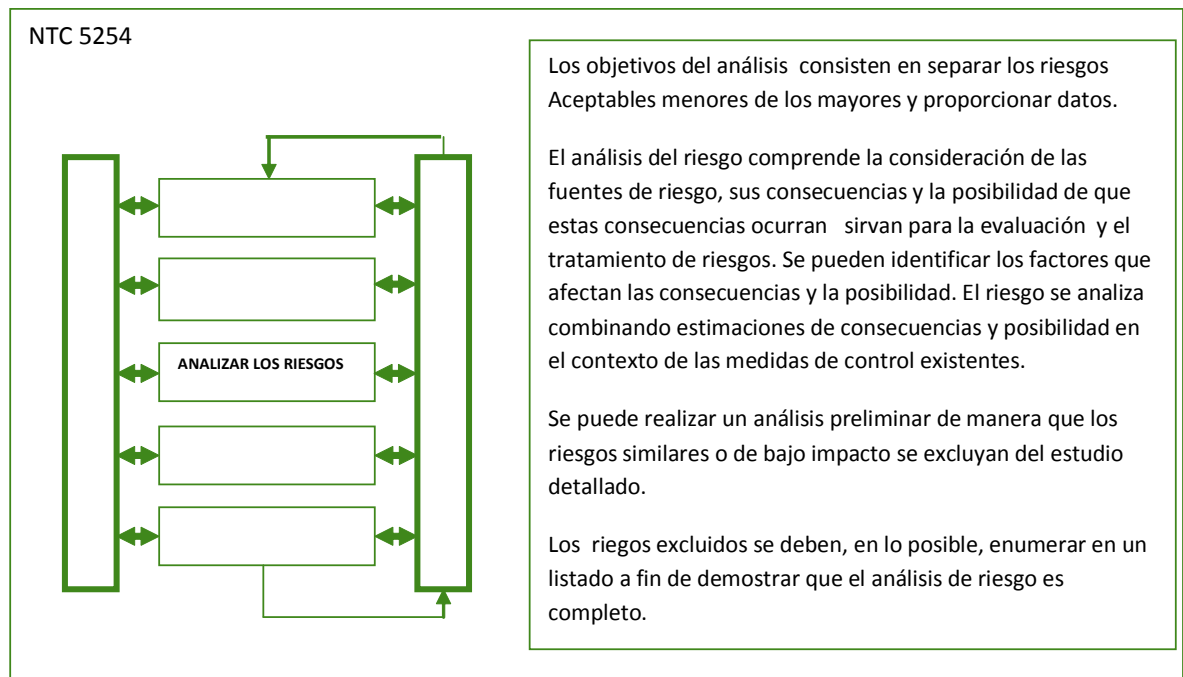 NTC 5254
ANALIZAR LOS RIESGOS
Los objetivos del análisis consisten en separar los riesgos
Aceptables menores de los mayores y proporcionar datos.
El análisis del riesgo comprende la consideración de las
fuentes de riesgo, sus consecuencias y la posibilidad de que
estas consecuencias ocurran sirvan para la evaluación y el
tratamiento de riesgos. Se pueden identificar los factores que
afectan las consecuencias y la posibilidad. El riesgo se analiza
combinando estimaciones de consecuencias y posibilidad en
el contexto de las medidas de control existentes.
Se puede realizar un análisis preliminar de manera que los
riesgos similares o de bajo impacto se excluyan del estudio
detallado.
Los riegos excluidos se deben, en lo posible, enumerar en un
listado a fin de demostrar que el análisis de riesgo es
completo.